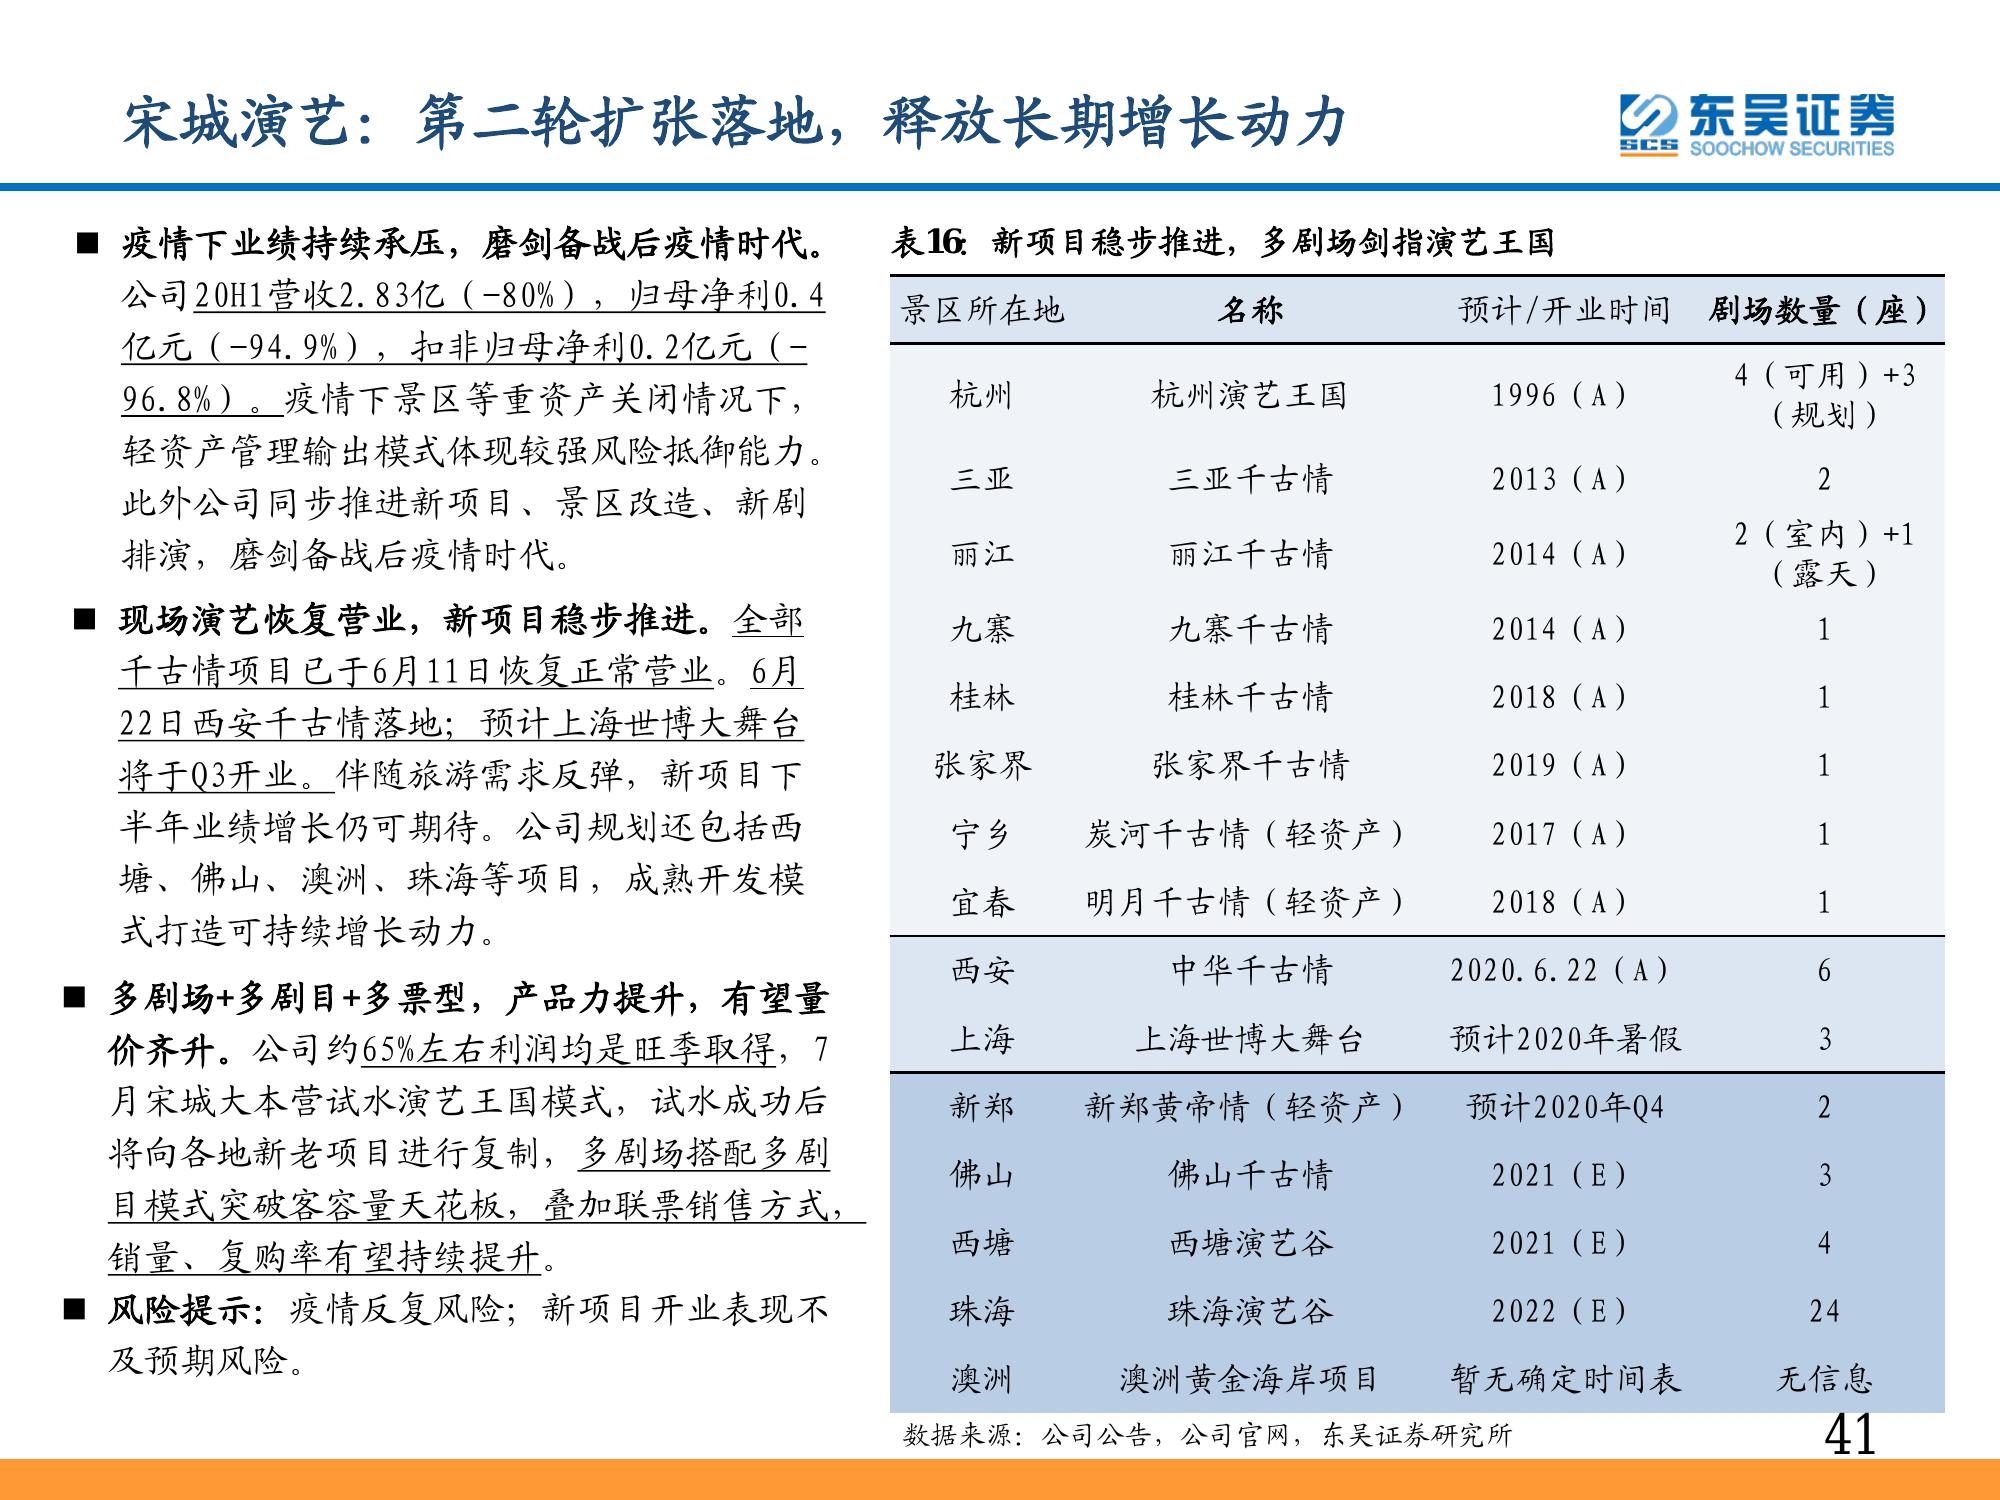 宋城演艺：第二轮扩张落地，释放长期增长动力
东吴证券
SCS
SOOCHOW SECURITIES
■ 疫情下业绩持续承压，磨剑备战后疫情时代。
公司20H1营收2.83亿（-80%），归母净利0.4
亿元（-94.9%），扣非归母净利0.2亿元（-
96.8%）。疫情下景区等重资产关闭情况下，
轻资产管理输出模式体现较强风险抵御能力。
此外公司同步推进新项目、景区改造、新剧
排演，磨剑备战后疫情时代。
■ 现场演艺恢复营业，新项目稳步推进。全部
千古情项目已于6月11日恢复正常营业。6月
22日西安千古情落地；预计上海世博大舞台
将于Q3开业。伴随旅游需求反弹，新项目下
半年业绩增长仍可期待。公司规划还包括西
塘、佛山、澳洲、珠海等项目，成熟开发模
式打造可持续增长动力。
■ 多剧场+多剧目+多票型，产品力提升，有望量
价齐升。公司约65%左右利润均是旺季取得，7
月宋城大本营试水演艺王国模式，试水成功后
将向各地新老项目进行复制，多剧场搭配多剧
目模式突破客容量天花板，叠加联票销售方式，
销量、复购率有望持续提升。
■ 风险提示：疫情反复风险；新项目开业表现不
及预期风险。
表16：新项目稳步推进，多剧场剑指演艺王国
景区所在地 名称 预计/开业时间 剧场数量（座）
杭州 杭州演艺王国 1996（A） 4（可用）+3
（规划）
三亚 三亚千古情 2013（A） 2
丽江 丽江千古情 2014（A） 2（室内）+1
（露天）
九寨 九寨千古情 2014（A） 1
桂林 桂林千古情 2018（A） 1
张家界 张家界千古情 2019（A） 1
宁乡 炭河千古情（轻资产） 2017（A） 1
宜春 明月千古情（轻资产） 2018（A） 1
西安 中华千古情 2020.6.22（A） 6
上海 上海世博大舞台 预计2020年暑假 3
新郑 新郑黄帝情（轻资产） 预计2020年Q4 2
佛山 佛山千古情 2021（E） 3
西塘 西塘演艺谷 2021（E） 4
珠海 珠海演艺谷 2022（E） 24
澳洲 澳洲黄金海岸项目 暂无确定时间表 无信息
数据来源：公司公告，公司官网，东吴证券研究所
41